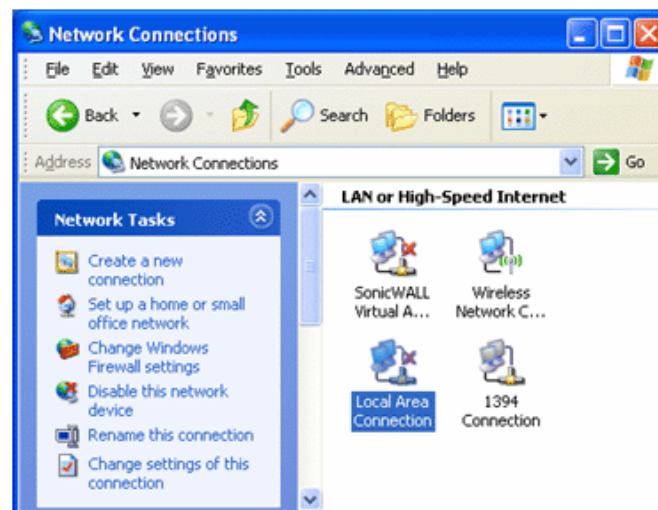 Network Connections
File Edit View Favorites Tools Advanced Help
Back Search Folders
Address Network Connections Go
Network Tasks
Create a new
connection
Set up a home or small
office network
Change Windows
Firewall settings
Disable this network
device
Rename this connection
Change settings of this
connection
LAN or High-Speed Internet
SonicWALL
Virtual A...
Wireless
Network C...
Local Area
Connection
1394
Connection